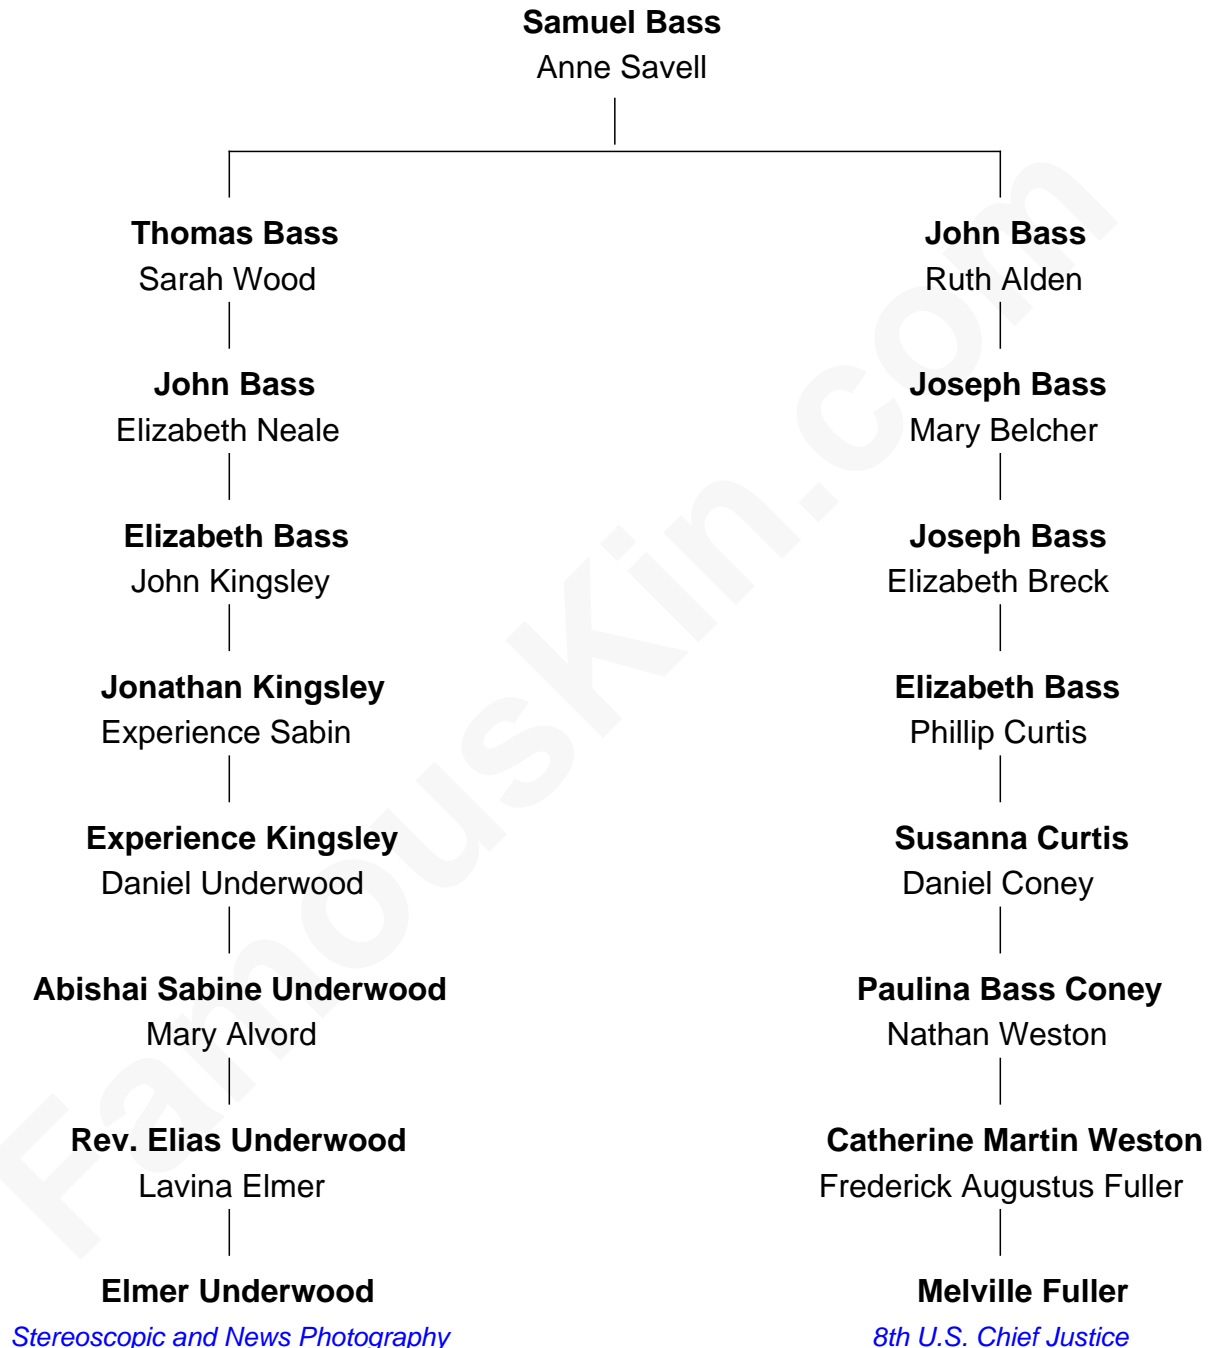 Samuel Bass
Anne Savell
Thomas Bass
Sarah Wood
John Bass
Elizabeth Neale
Elizabeth Bass
John Kingsley
Jonathan Kingsley
Experience Sabin
Experience Kingsley
Daniel Underwood
Abishai Sabine Underwood
Mary Alvord
Rev. Elias Underwood
Lavina Elmer
Elmer Underwood
Stereoscopic and News Photography
John Bass
Ruth Alden
Joseph Bass
Mary Belcher
Joseph Bass
Elizabeth Breck
Elizabeth Bass
Phillip Curtis
Susanna Curtis
Daniel Coney
Paulina Bass Coney
Nathan Weston
Catherine Martin Weston
Frederick Augustus Fuller
Melville Fuller
8th U.S. Chief Justice
FamousKin.com